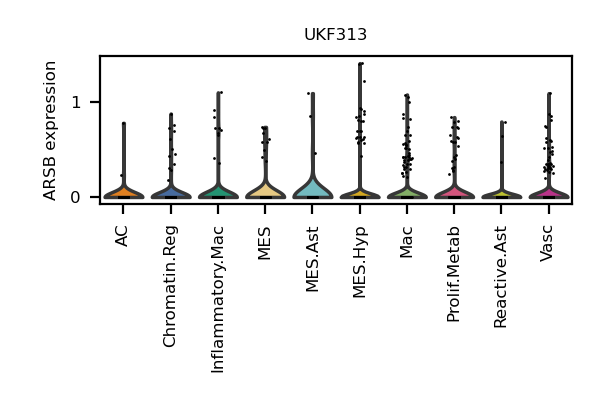 UKF313
ARSB expression
1
0
AC
Chromatin.Reg
Inflammatory.Mac
MES
MES.Ast
MES.Hyp
Mac
Prolif.Metab
Reactive.Ast
Vasc